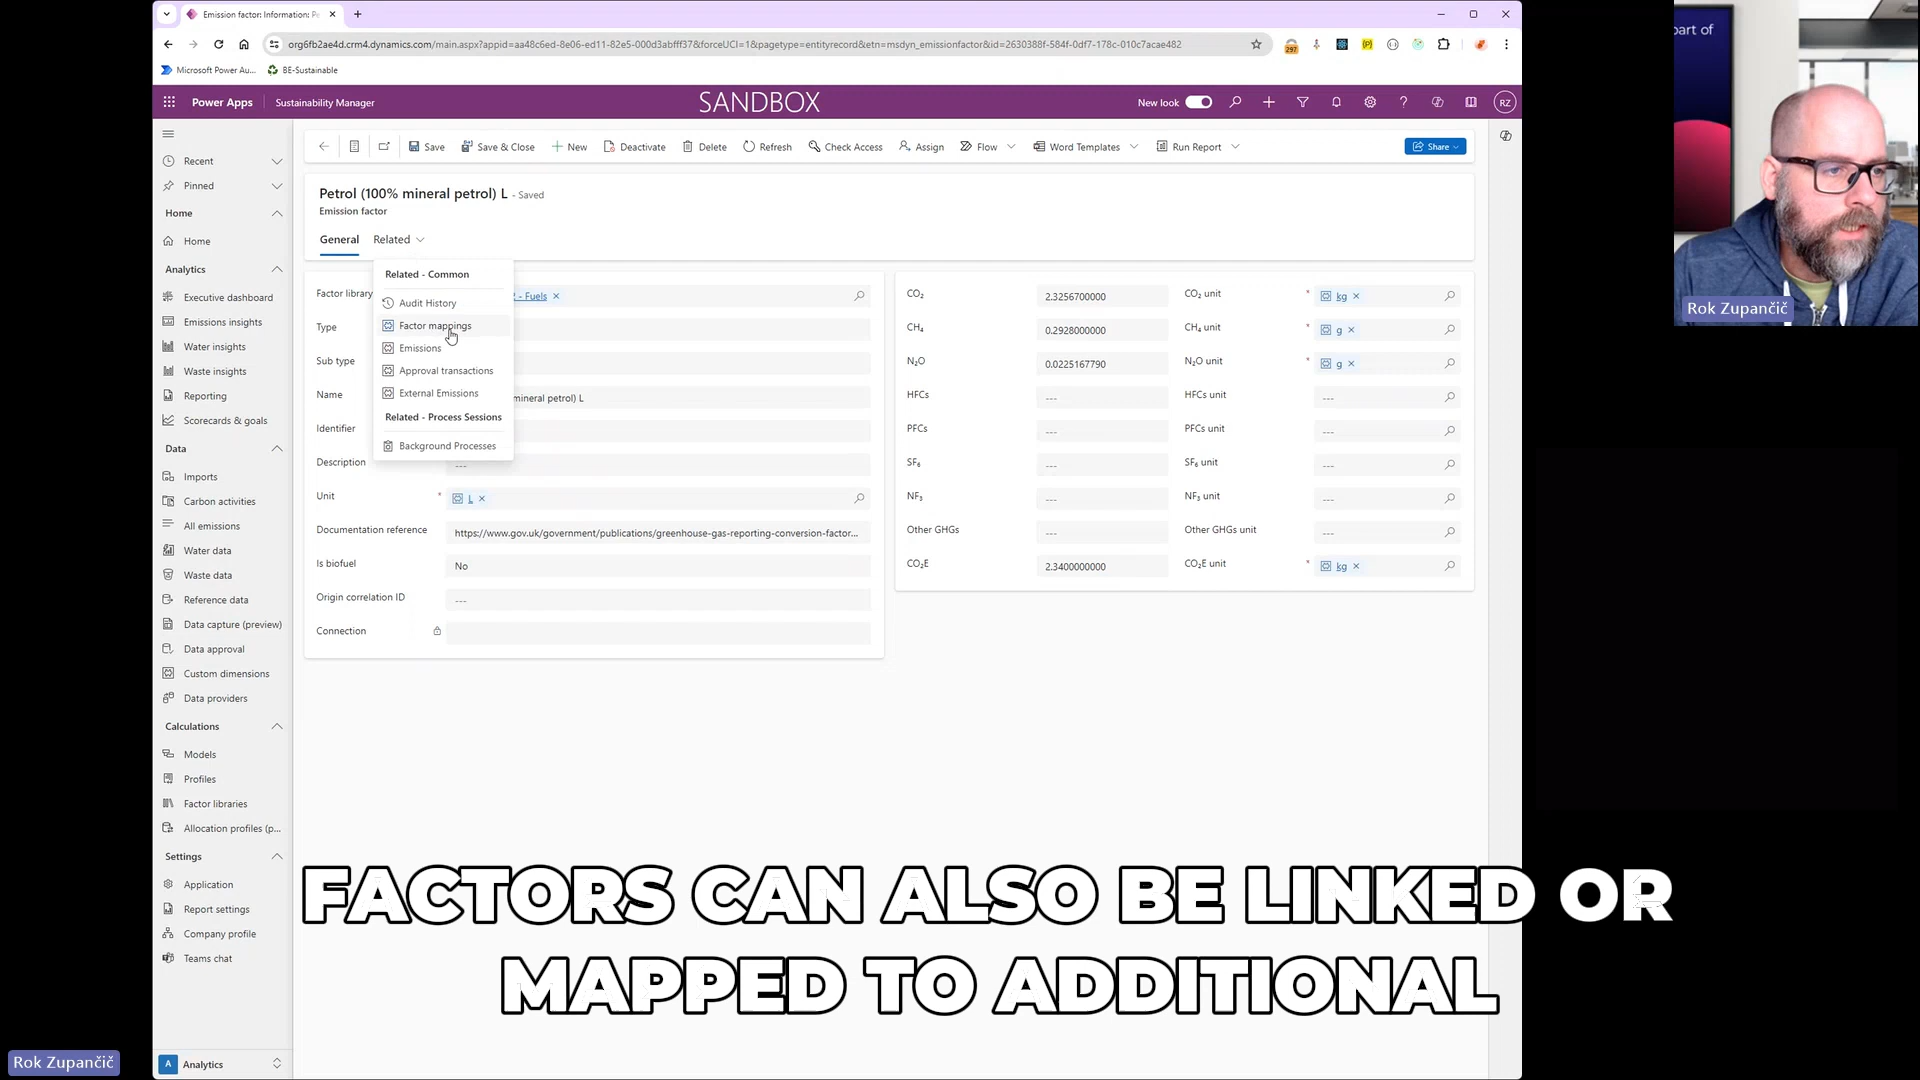 Emission factor: Information: P
org6fb2ae4d.crm4.dynamics.com/main.aspx?appid=aa48c6ed-8e06-ed11-82e5-000d3abfff37&forceUCI=1&pagetype=entityrecord&etn=msdyn_emissionfactor&id=2630388f-584f-0df7-178c-010c7acae482
297
Microsoft Power Au...
BE-Sustainable
Power Apps
Sustainability Manager
SANDBOX
New look
RZ
part of
Recent
Pinned
Home
Home
Analytics
Executive dashboard
Emissions insights
Water insights
Waste insights
Reporting
Scorecards & goals
Data
Imports
Carbon activities
All emissions
Water data
Waste data
Reference data
Data capture (preview)
Data approval
Custom dimensions
Data providers
Calculations
Models
Profiles
Factor libraries
Allocation profiles (p...
Settings
Application
Report settings
Company profile
Teams chat
A Analytics
Save
Save & Close
New
Deactivate
Delete
Refresh
Check Access
Assign
Flow
Word Templates
Run Report
Share
Petrol (100% mineral petrol) L - Saved
Emission factor
General
Related
Related - Common
Audit History
Factor mappings
Emissions
Approval transactions
External Emissions
Related - Process Sessions
Background Processes
Factor library
2 - Fuels
Type
Sub type
Name
mineral petrol) L
Identifier
Description
---
Unit * L
Documentation reference
https://www.gov.uk/government/publications/greenhouse-gas-reporting-conversion-factor...
Is biofuel
No
Origin correlation ID
---
Connection
CO₂ 2.3256700000 CO₂ unit * kg
CH₄ 0.2928000000 CH₄ unit * g
N₂O 0.0225167790 N₂O unit * g
HFCs --- HFCs unit ---
PFCs --- PFCs unit ---
SF₆ --- SF₆ unit ---
NF₃ --- NF₃ unit ---
Other GHGs --- Other GHGs unit ---
CO₂E 2.3400000000 CO₂E unit * kg
Rok Zupančič
FACTORS CAN ALSO BE LINKED OR
MAPPED TO ADDITIONAL
Rok Zupančič